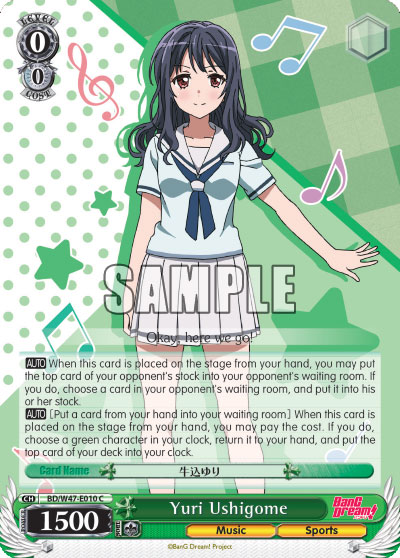 LEVEL
0
0
COST
SAMPLE
Okay, here we go!
AUTO When this card is placed on the stage from your hand, you may put
the top card of your opponent's stock into your opponent's waiting room. If
you do, choose a card in your opponent's waiting room, and put it into his
or her stock.
AUTO [Put a card from your hand into your waiting room] When this card is
placed on the stage from your hand, you may pay the cost. If you do,
choose a green character in your clock, return it to your hand, and put the
top card of your deck into your clock.
Card Name 牛込ゆり
CH BD/W47-E010 C
1500
Yuri Ushigome
BanG Dream!
Music Sports
©BanG Dream! Project